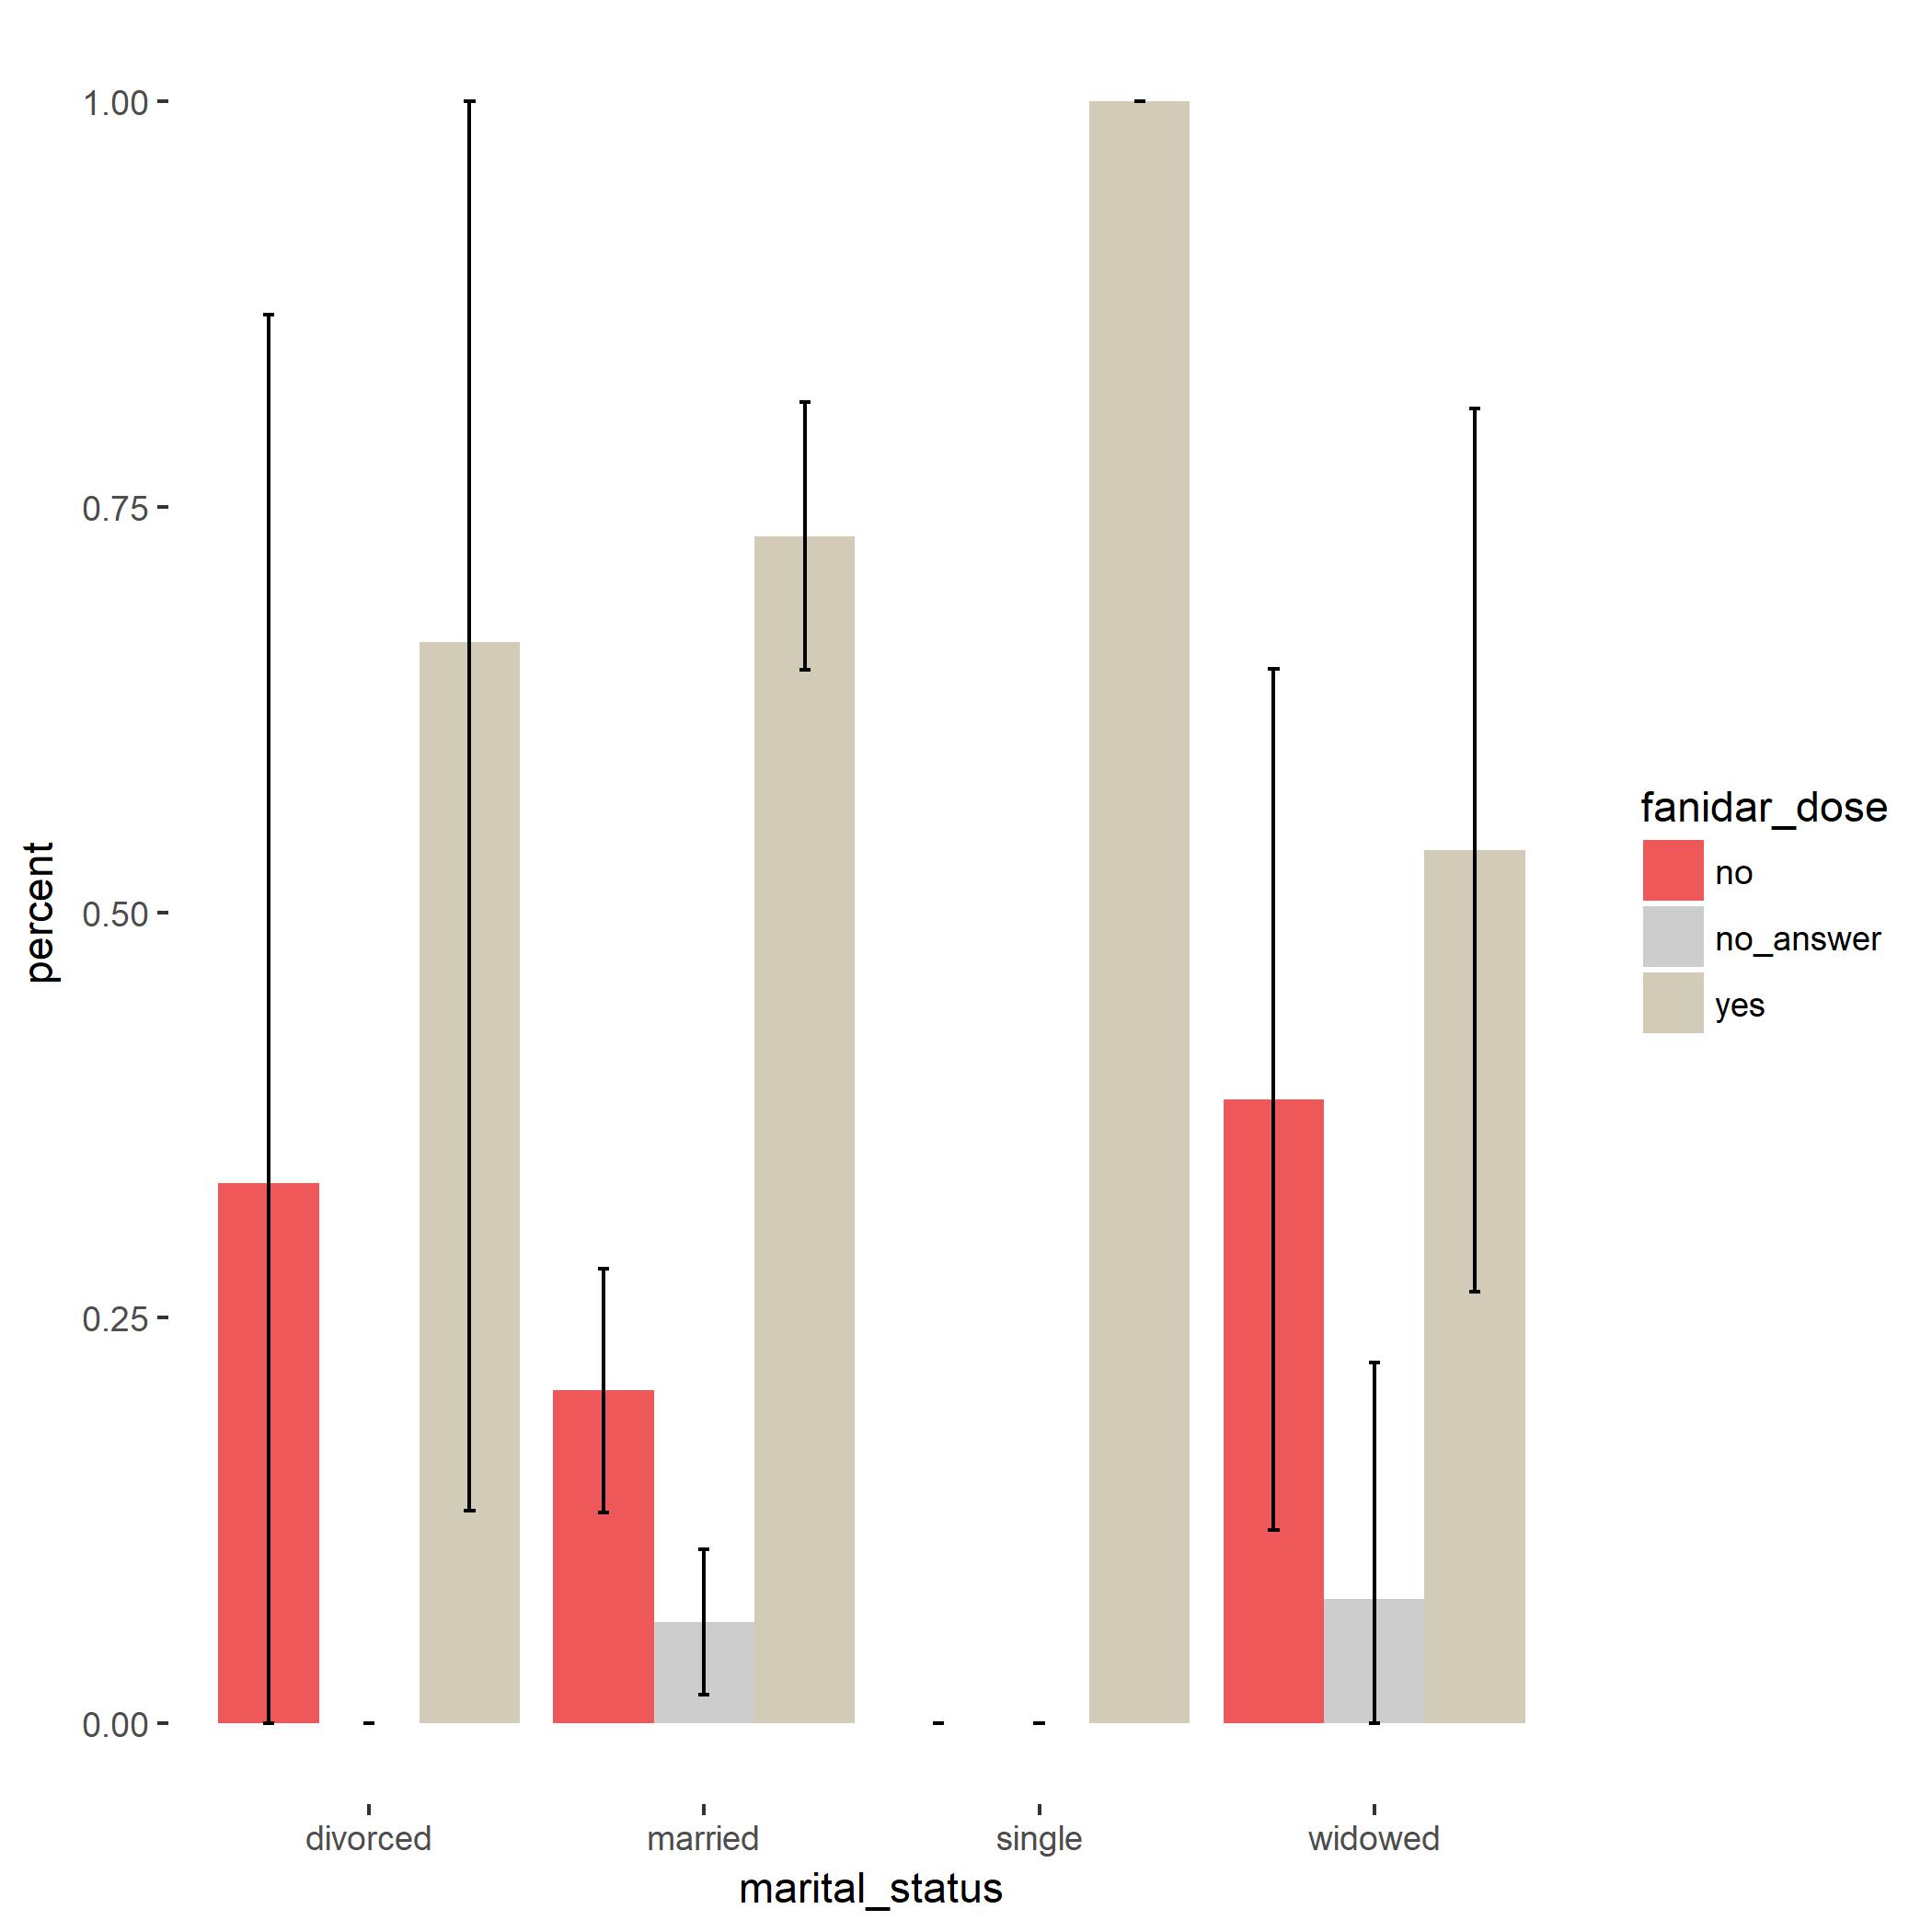 1.00
0.75
0.50
0.25
0.00
percent
divorced married single widowed
marital_status
fanidar_dose
no
no_answer
yes